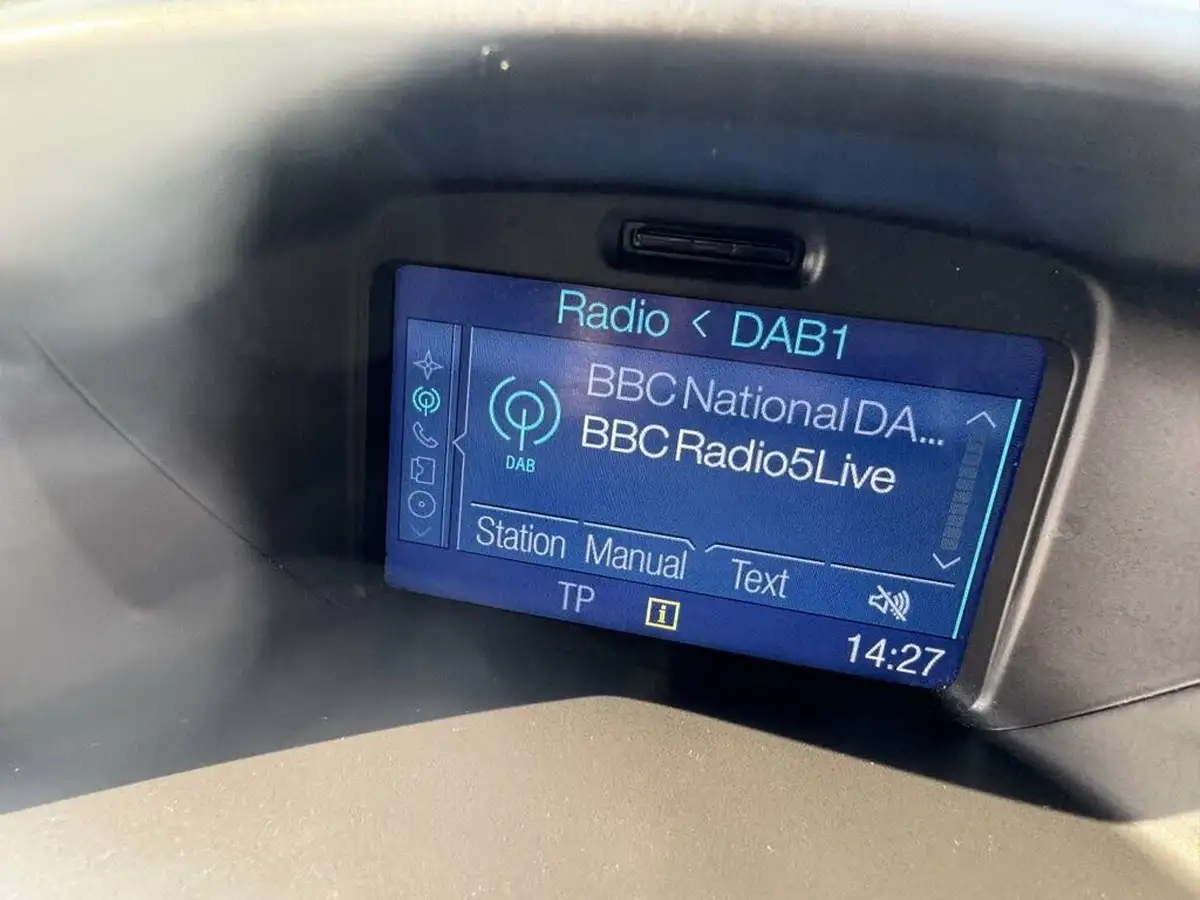 Radio < DAB1
BBC National DA...
BBC Radio5Live
DAB
Station Manual Text
TP i
14:27